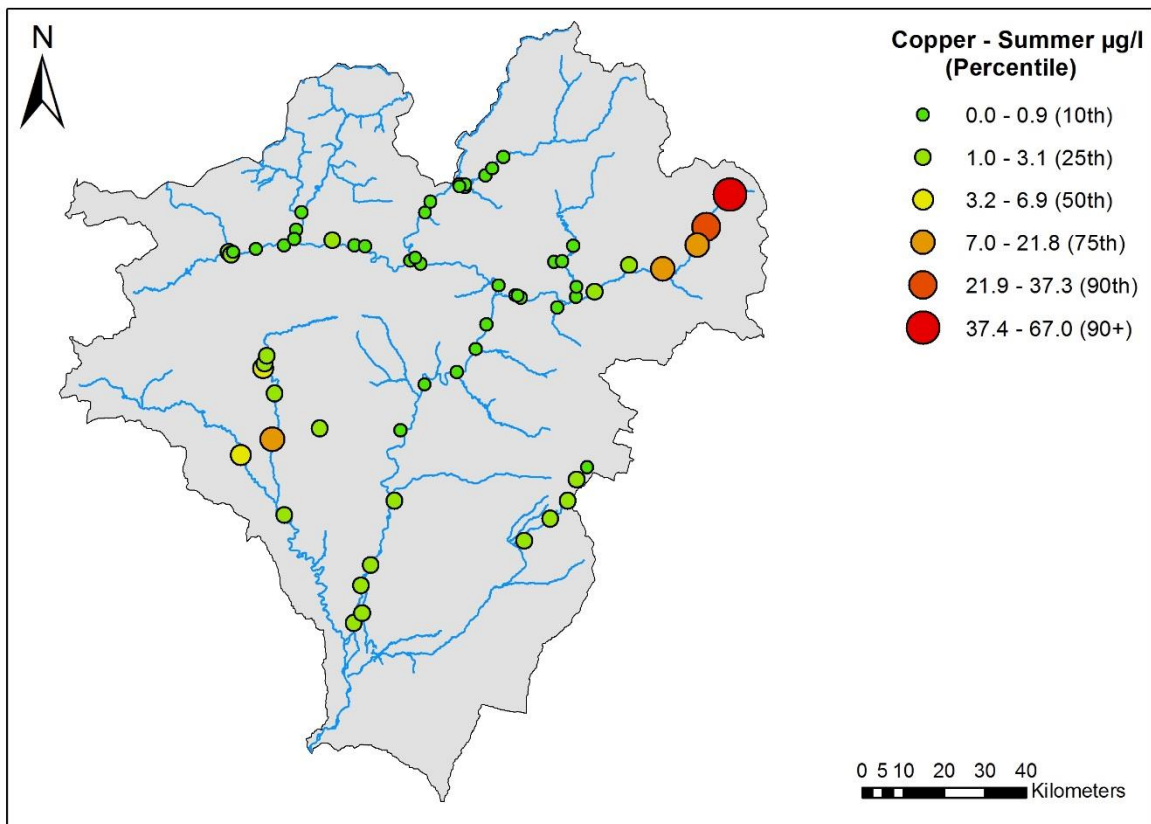 N
Copper - Summer µg/l
(Percentile)
0.0 - 0.9 (10th)
1.0 - 3.1 (25th)
3.2 - 6.9 (50th)
7.0 - 21.8 (75th)
21.9 - 37.3 (90th)
37.4 - 67.0 (90+)
0 5 10 20 30 40
Kilometers